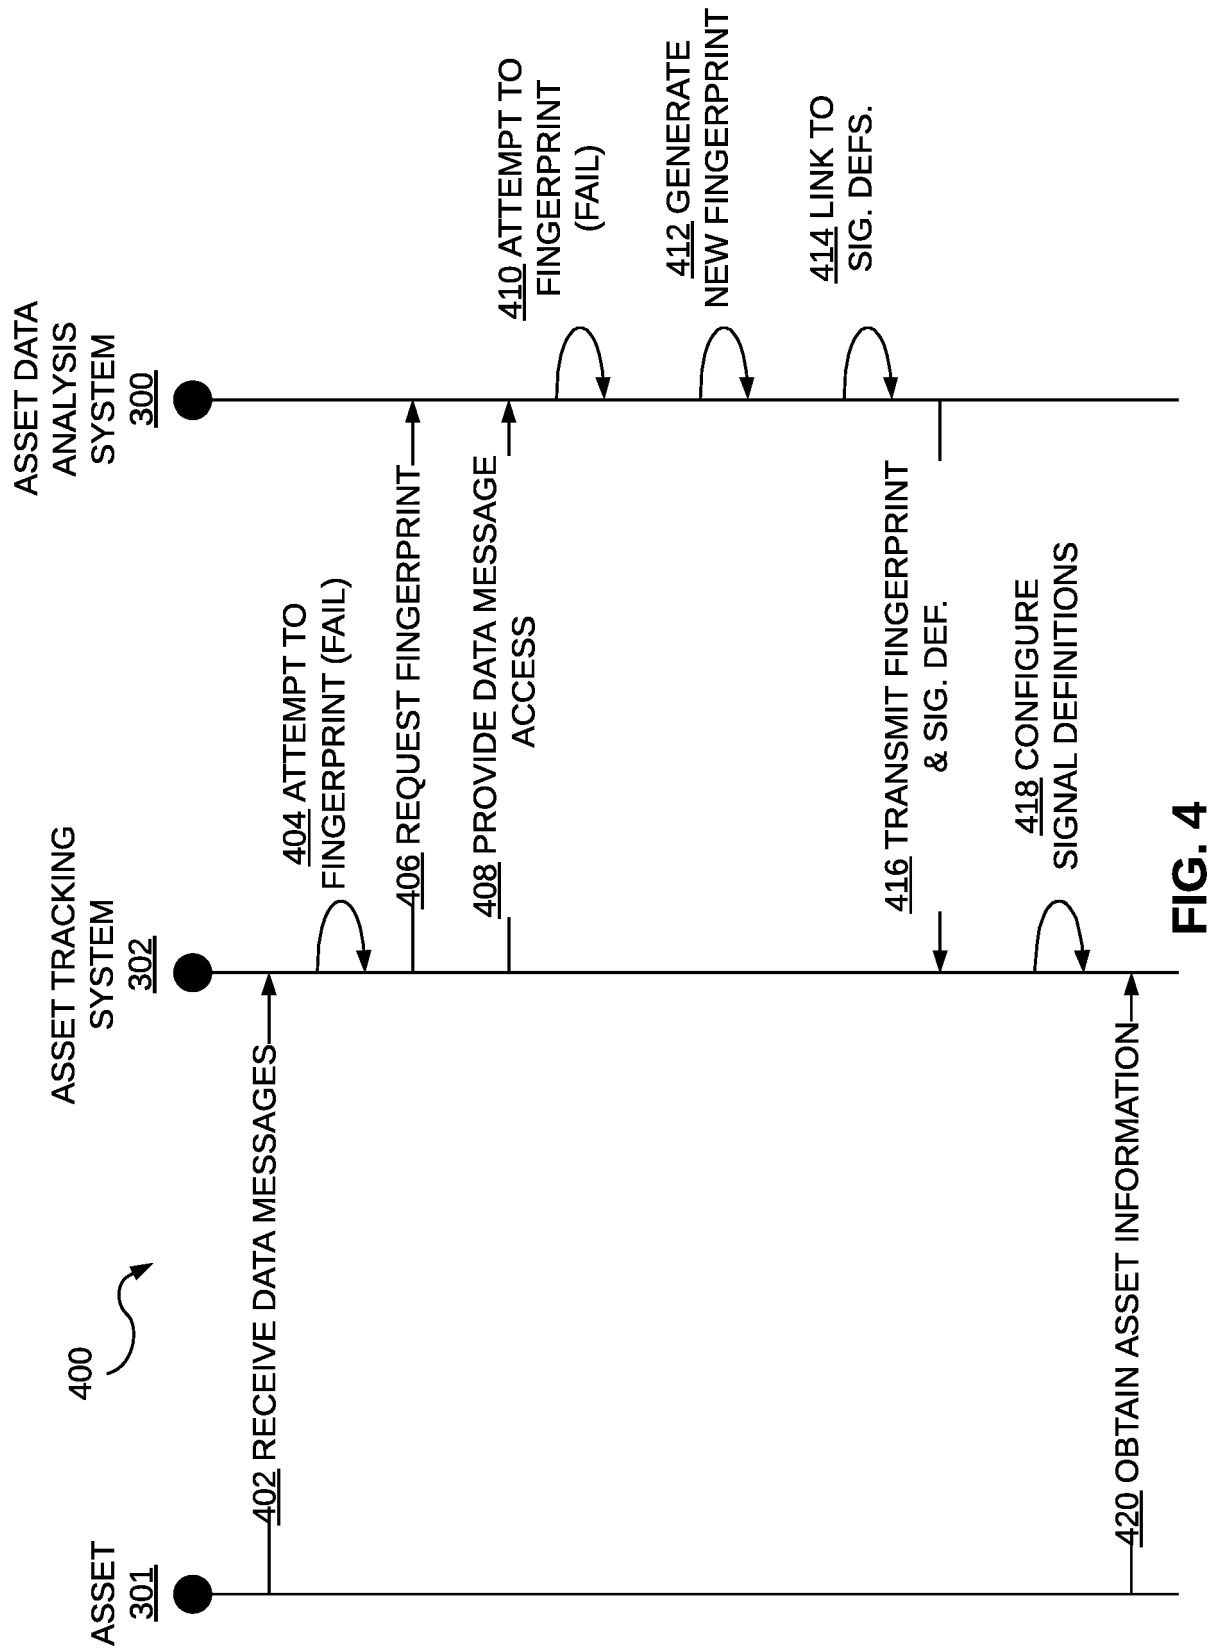 400
ASSET
301
ASSET TRACKING
SYSTEM
302
ASSET DATA
ANALYSIS
SYSTEM
300
402 RECEIVE DATA MESSAGES
404 ATTEMPT TO
FINGERPRINT (FAIL)
406 REQUEST FINGERPRINT
408 PROVIDE DATA MESSAGE
ACCESS
410 ATTEMPT TO
FINGERPRINT
(FAIL)
412 GENERATE
NEW FINGERPRINT
414 LINK TO
SIG. DEFS.
416 TRANSMIT FINGERPRINT
& SIG. DEF.
418 CONFIGURE
SIGNAL DEFINITIONS
420 OBTAIN ASSET INFORMATION
FIG. 4